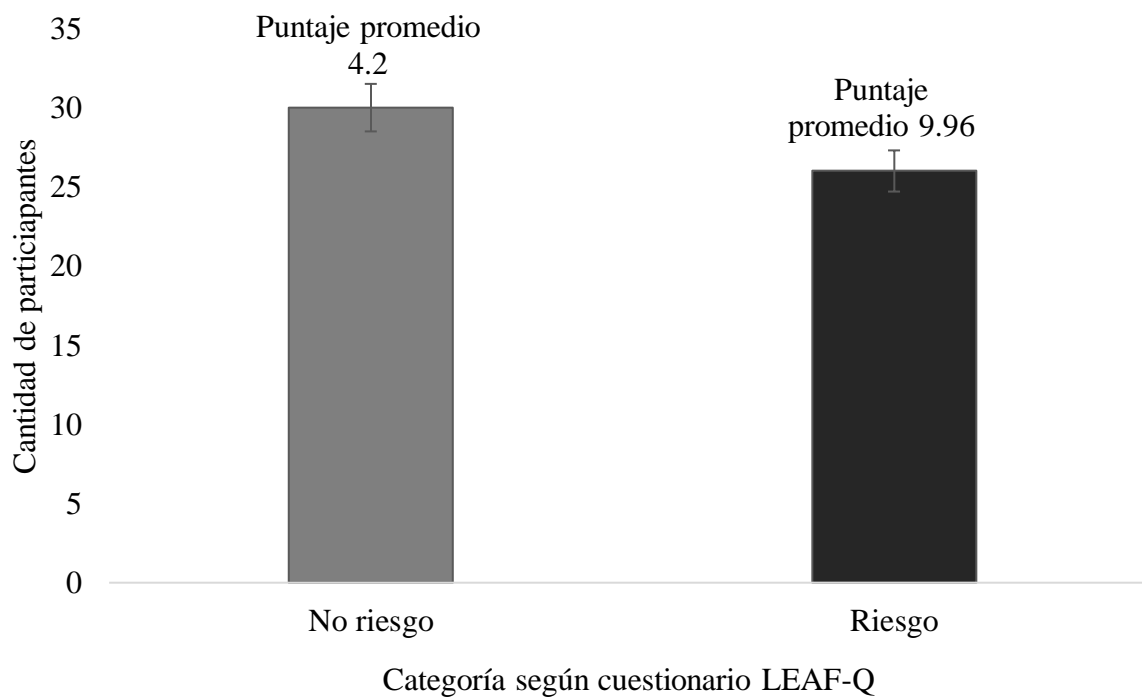 35
Puntaje promedio
4.2
30
Puntaje
promedio 9.96
25
20
15
10
5
0
Cantidad de particiapantes
No riesgo
Riesgo
Categoría según cuestionario LEAF-Q